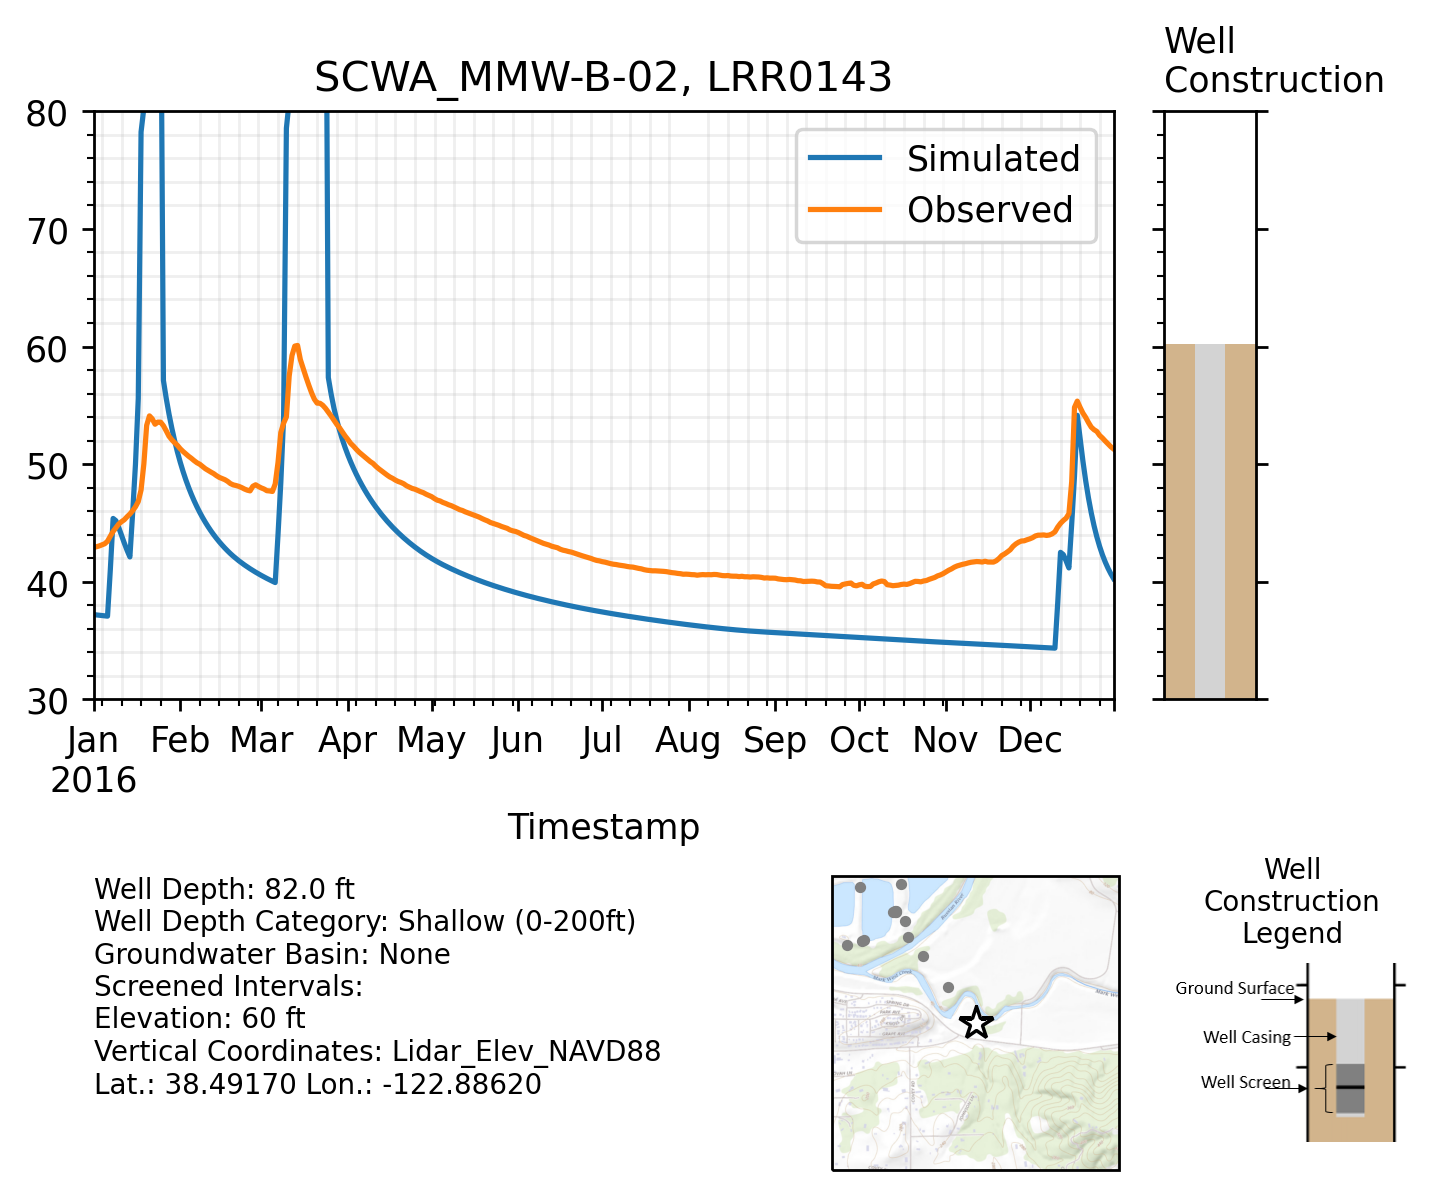 Well
Construction
SCWA_MMW-B-02, LRR0143
80
70
60
50
40
30
Simulated
Observed
Jan
2016
Feb
Mar
Apr
May
Jun
Jul
Aug
Sep
Oct
Nov
Dec
Timestamp
Well Depth: 82.0 ft
Well Depth Category: Shallow (0-200ft)
Groundwater Basin: None
Screened Intervals:
Elevation: 60 ft
Vertical Coordinates: Lidar_Elev_NAVD88
Lat.: 38.49170 Lon.: -122.88620
Well
Construction
Legend
Ground Surface
Well Casing
Well Screen